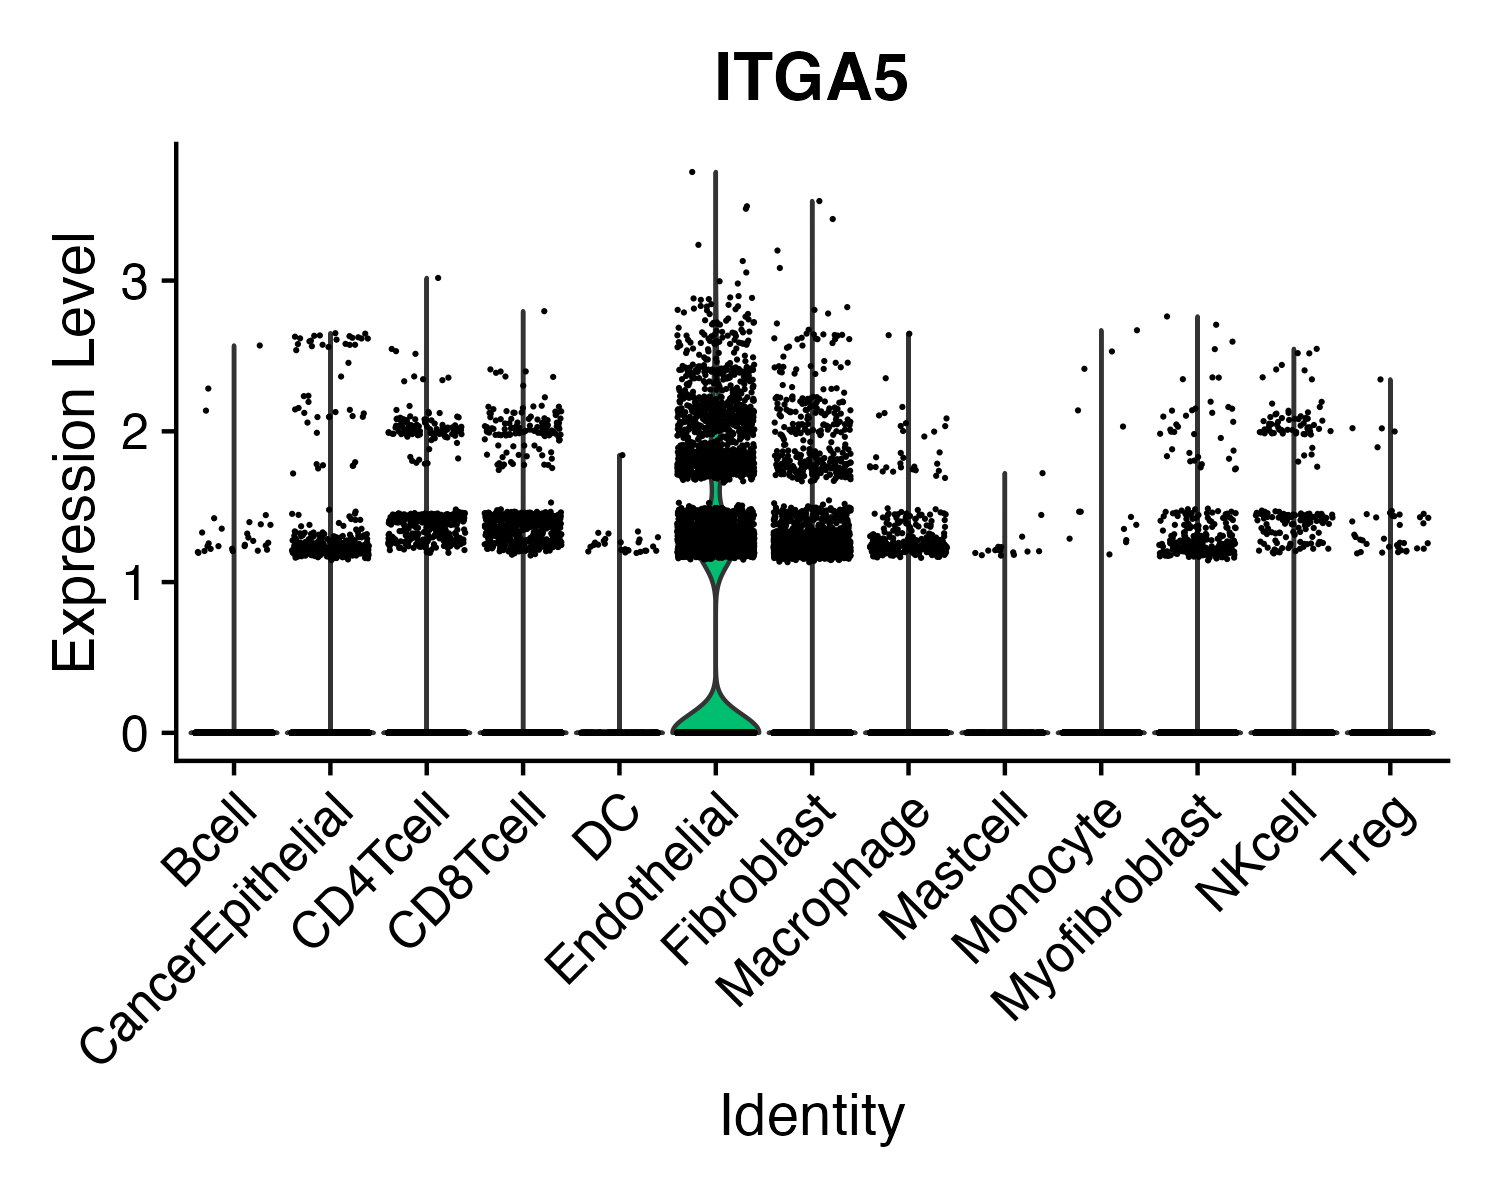 ITGA5
Expression Level
3
2
1
0
Bcell
CancerEpithelial
CD4Tcell
CD8Tcell
DC
Endothelial
Fibroblast
Macrophage
Mastcell
Monocyte
Myofibroblast
NKcell
Treg
Identity